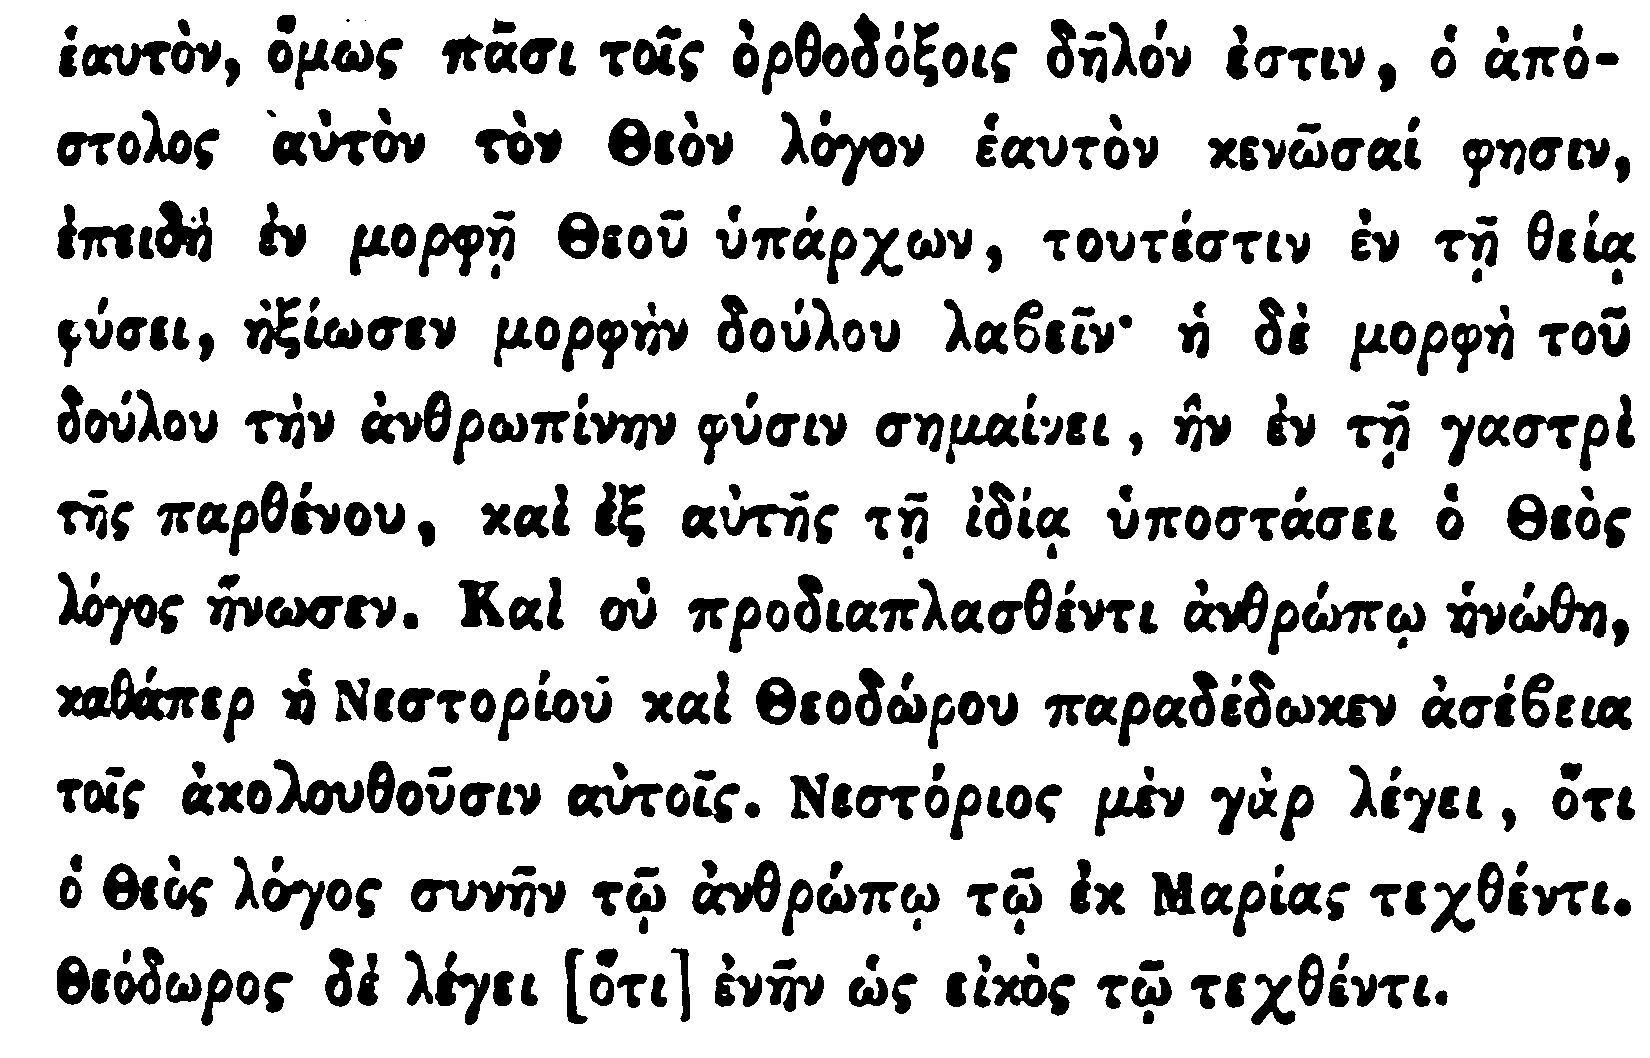 ἑαυτὸν, ὅμως πᾶσι τοῖς ὀρθοδόξοις δῆλόν ἐστιν, ὁ ἀπό-
στολος αὐτὸν τὸν Θεὸν λόγον ἑαυτὸν κενῶσαί φησιν,
ἐπειδὴ ἐν μορφῇ Θεοῦ ὑπάρχων, τουτέστιν ἐν τῇ θείᾳ
φύσει, ἠξίωσεν μορφὴν δούλου λαϐεῖν· ἡ δὲ μορφὴ τοῦ
δούλου τὴν ἀνθρωπίνην φύσιν σημαίνει, ἣν ἐν τῇ γαστρὶ
τῆς παρθένου, καὶ ἐξ αὐτῆς τῇ ἰδίᾳ ὑποστάσει ὁ Θεὸς
λόγος ἥνωσεν. Καὶ οὐ προδιαπλασθέντι ἀνθρώπῳ ἡνώθη,
καθάπερ ἡ Νεστορίου καὶ Θεοδώρου παραδέδωκεν ἀσέϐεια
τοῖς ἀκολουθοῦσιν αὐτοῖς. Νεστόριος μὲν γὰρ λέγει, ὅτι
ὁ Θεὸς λόγος συνῆν τῷ ἀνθρώπῳ τῷ ἐκ Μαρίας τεχθέντι.
Θεόδωρος δὲ λέγει [ὅτι] ἐνῆν ὡς εἰκὸς τῷ τεχθέντι.